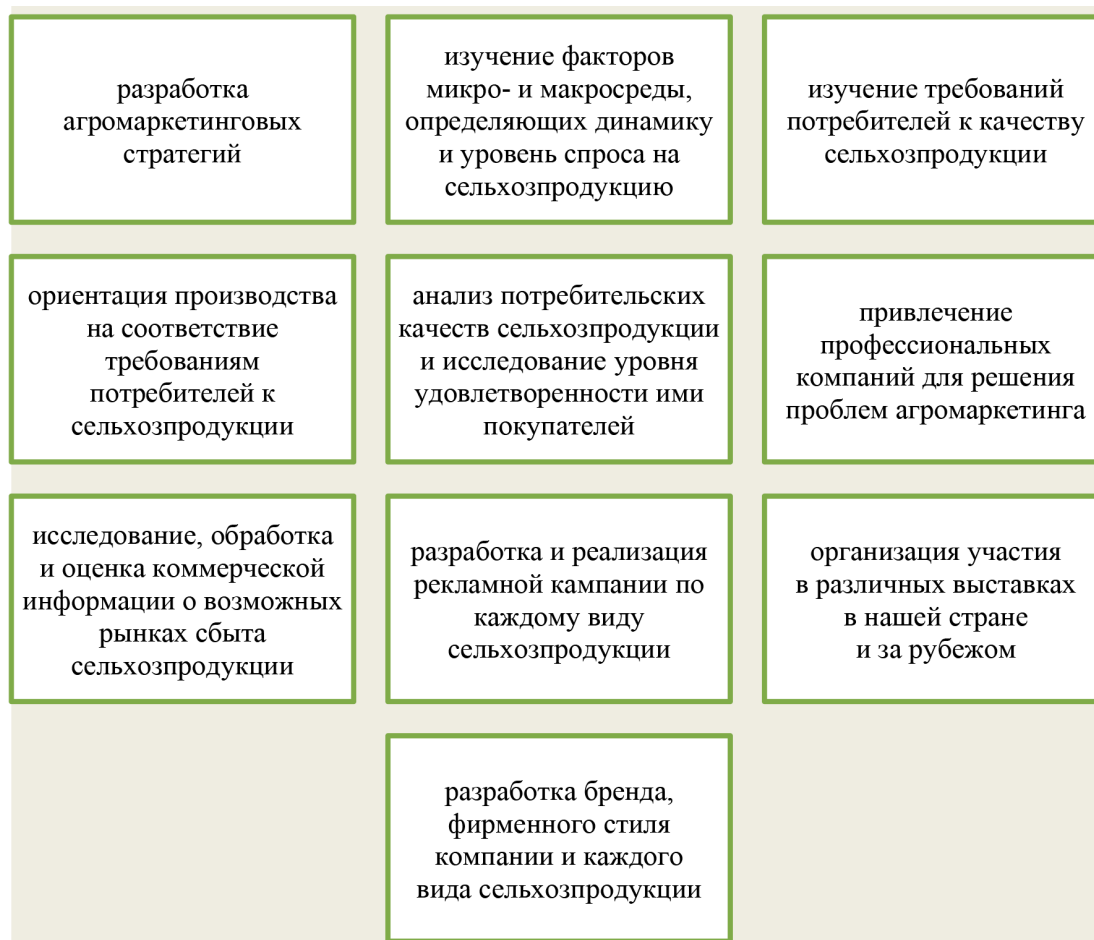 разработка
агромаркетинговых
стратегий
изучение факторов
микро- и макросреды,
определяющих динамику
и уровень спроса на
сельхозпродукцию
изучение требований
потребителей к качеству
сельхозпродукции
ориентация производства
на соответствие
требованиям
потребителей к
сельхозпродукции
анализ потребительских
качеств сельхозпродукции
и исследование уровня
удовлетворенности ими
покупателей
привлечение
профессиональных
компаний для решения
проблем агромаркетинга
исследование, обработка
и оценка коммерческой
информации о возможных
рынках сбыта
сельхозпродукции
разработка и реализация
рекламной кампании по
каждому виду
сельхозпродукции
организация участия
в различных выставках
в нашей стране
и за рубежом
разработка бренда,
фирменного стиля
компании и каждого
вида сельхозпродукции